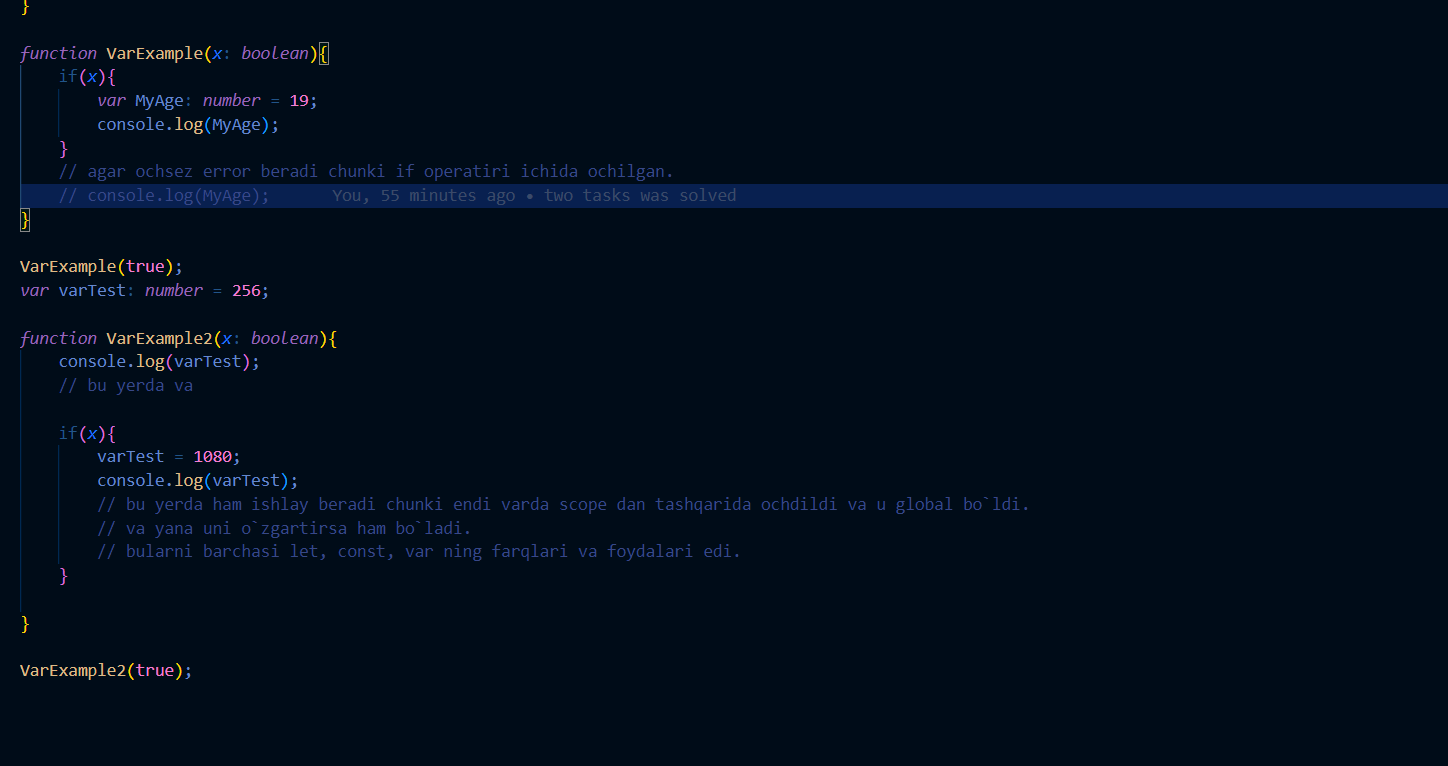 }
function VarExample(x: boolean){
    if(x){
        var MyAge: number = 19;
        console.log(MyAge);
    }
    // agar ochsez error beradi chunki if operatiri ichida ochilgan.
    // console.log(MyAge);      You, 55 minutes ago • two tasks was solved
}
VarExample(true);
var varTest: number = 256;
function VarExample2(x: boolean){
    console.log(varTest);
    // bu yerda va
    if(x){
        varTest = 1080;
        console.log(varTest);
        // bu yerda ham ishlay beradi chunki endi varda scope dan tashqarida ochdildi va u global bo`ldi.
        // va yana uni o`zgartirsa ham bo`ladi.
        // bularni barchasi let, const, var ning farqlari va foydalari edi.
    }
}
VarExample2(true);